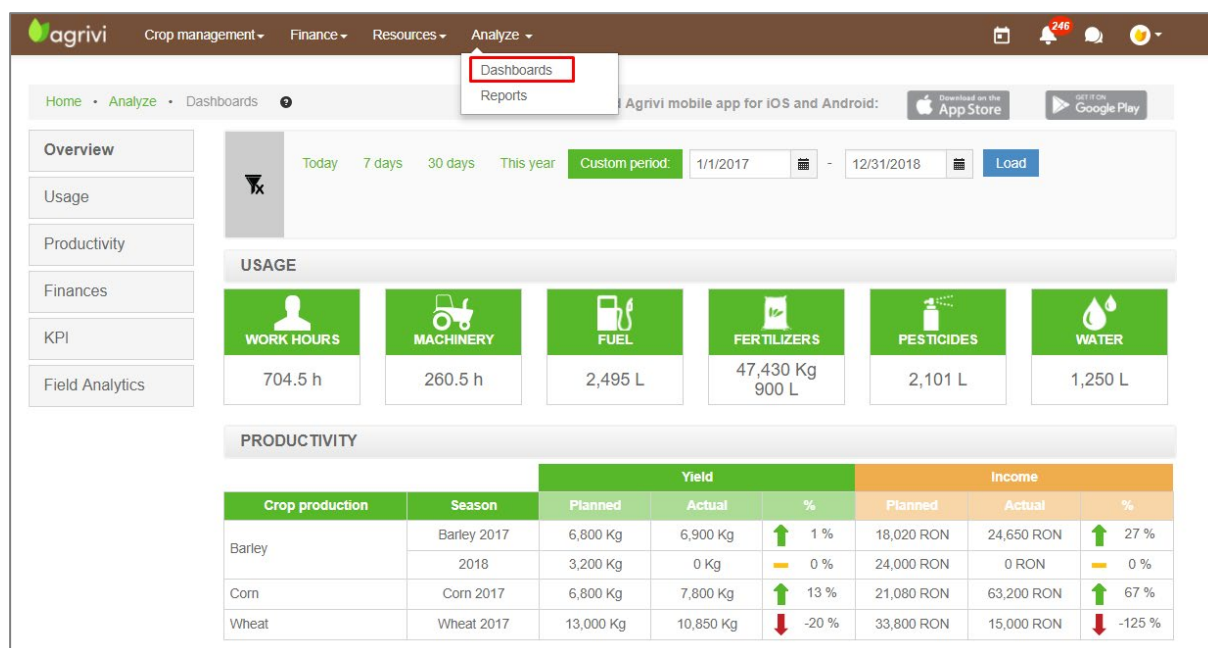 agrivi Crop management Finance Resources Analyze 246
Dashboards
Reports
Home • Analyze • Dashboards ? Agrivi mobile app for iOS and Android: Download on the App Store GET IT ON Google Play
Overview
Usage
Productivity
Finances
KPI
Field Analytics
Today 7 days 30 days This year Custom period: 1/1/2017 - 12/31/2018 Load
USAGE
WORK HOURS MACHINERY FUEL FERTILIZERS PESTICIDES WATER
704.5 h 260.5 h 2,495 L 47,430 Kg 900 L 2,101 L 1,250 L
PRODUCTIVITY
Yield Income
Crop production Season Planned Actual % Planned Actual %
Barley Barley 2017 6,800 Kg 6,900 Kg 1 % 18,020 RON 24,650 RON 27 %
2018 3,200 Kg 0 Kg 0 % 24,000 RON 0 RON 0 %
Corn Corn 2017 6,800 Kg 7,800 Kg 13 % 21,080 RON 63,200 RON 67 %
Wheat Wheat 2017 13,000 Kg 10,850 Kg -20 % 33,800 RON 15,000 RON -125 %